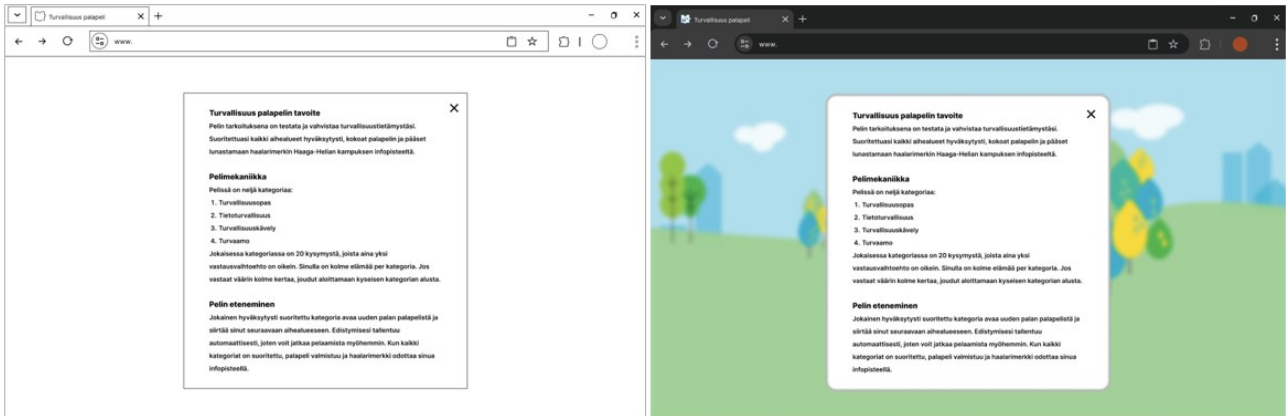 Turvallisuus palapeli
www.
Turvallisuus palapelin tavoite
Pelin tarkoituksena on testata ja vahvistaa turvallisuustietämystäsi.
Suoritettuasi kaikki aihealueet hyväksytysti, kokoat palapelin ja pääset
lunastamaan haalarimerkin Haaga-Helian kampuksen infopisteeltä.
Pelimekaniikka
Pelissä on neljä kategoriaa:
1. Turvallisuusopas
2. Tietoturvallisuus
3. Turvallisuuskävely
4. Turvaamo
Jokaisessa kategoriassa on 20 kysymystä, joista aina yksi
vastausvaihtoehto on oikein. Sinulla on kolme elämää per kategoria. Jos
vastaat väärin kolme kertaa, joudut aloittamaan kyseisen kategorian alusta.
Pelin eteneminen
Jokainen hyväksytysti suoritettu kategoria avaa uuden palan palapelistä ja
siirtää sinut seuraavaan aihealueeseen. Edistymisesi tallentuu
automaattisesti, joten voit jatkaa pelaamista myöhemmin. Kun kaikki
kategoriat on suoritettu, palapeli valmistuu ja haalarimerkki odottaa sinua
infopisteellä.
Turvallisuus palapeli
www.
Turvallisuus palapelin tavoite
Pelin tarkoituksena on testata ja vahvistaa turvallisuustietämystäsi.
Suoritettuasi kaikki aihealueet hyväksytysti, kokoat palapelin ja pääset
lunastamaan haalarimerkin Haaga-Helian kampuksen infopisteeltä.
Pelimekaniikka
Pelissä on neljä kategoriaa:
1. Turvallisuusopas
2. Tietoturvallisuus
3. Turvallisuuskävely
4. Turvaamo
Jokaisessa kategoriassa on 20 kysymystä, joista aina yksi
vastausvaihtoehto on oikein. Sinulla on kolme elämää per kategoria. Jos
vastaat väärin kolme kertaa, joudut aloittamaan kyseisen kategorian alusta.
Pelin eteneminen
Jokainen hyväksytysti suoritettu kategoria avaa uuden palan palapelistä ja
siirtää sinut seuraavaan aihealueeseen. Edistymisesi tallentuu
automaattisesti, joten voit jatkaa pelaamista myöhemmin. Kun kaikki
kategoriat on suoritettu, palapeli valmistuu ja haalarimerkki odottaa sinua
infopisteellä.